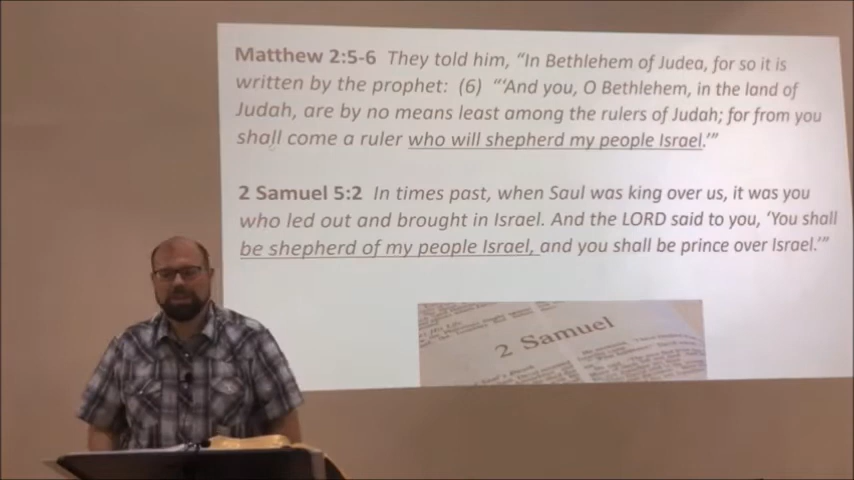 Matthew 2:5-6 They told him, “In Bethlehem of Judea, for so it is
written by the prophet: (6) “‘And you, O Bethlehem, in the land of
Judah, are by no means least among the rulers of Judah; for from you
shall come a ruler who will shepherd my people Israel.’”
2 Samuel 5:2 In times past, when Saul was king over us, it was you
who led out and brought in Israel. And the LORD said to you, ‘You shall
be shepherd of my people Israel, and you shall be prince over Israel.’”
2 Samuel